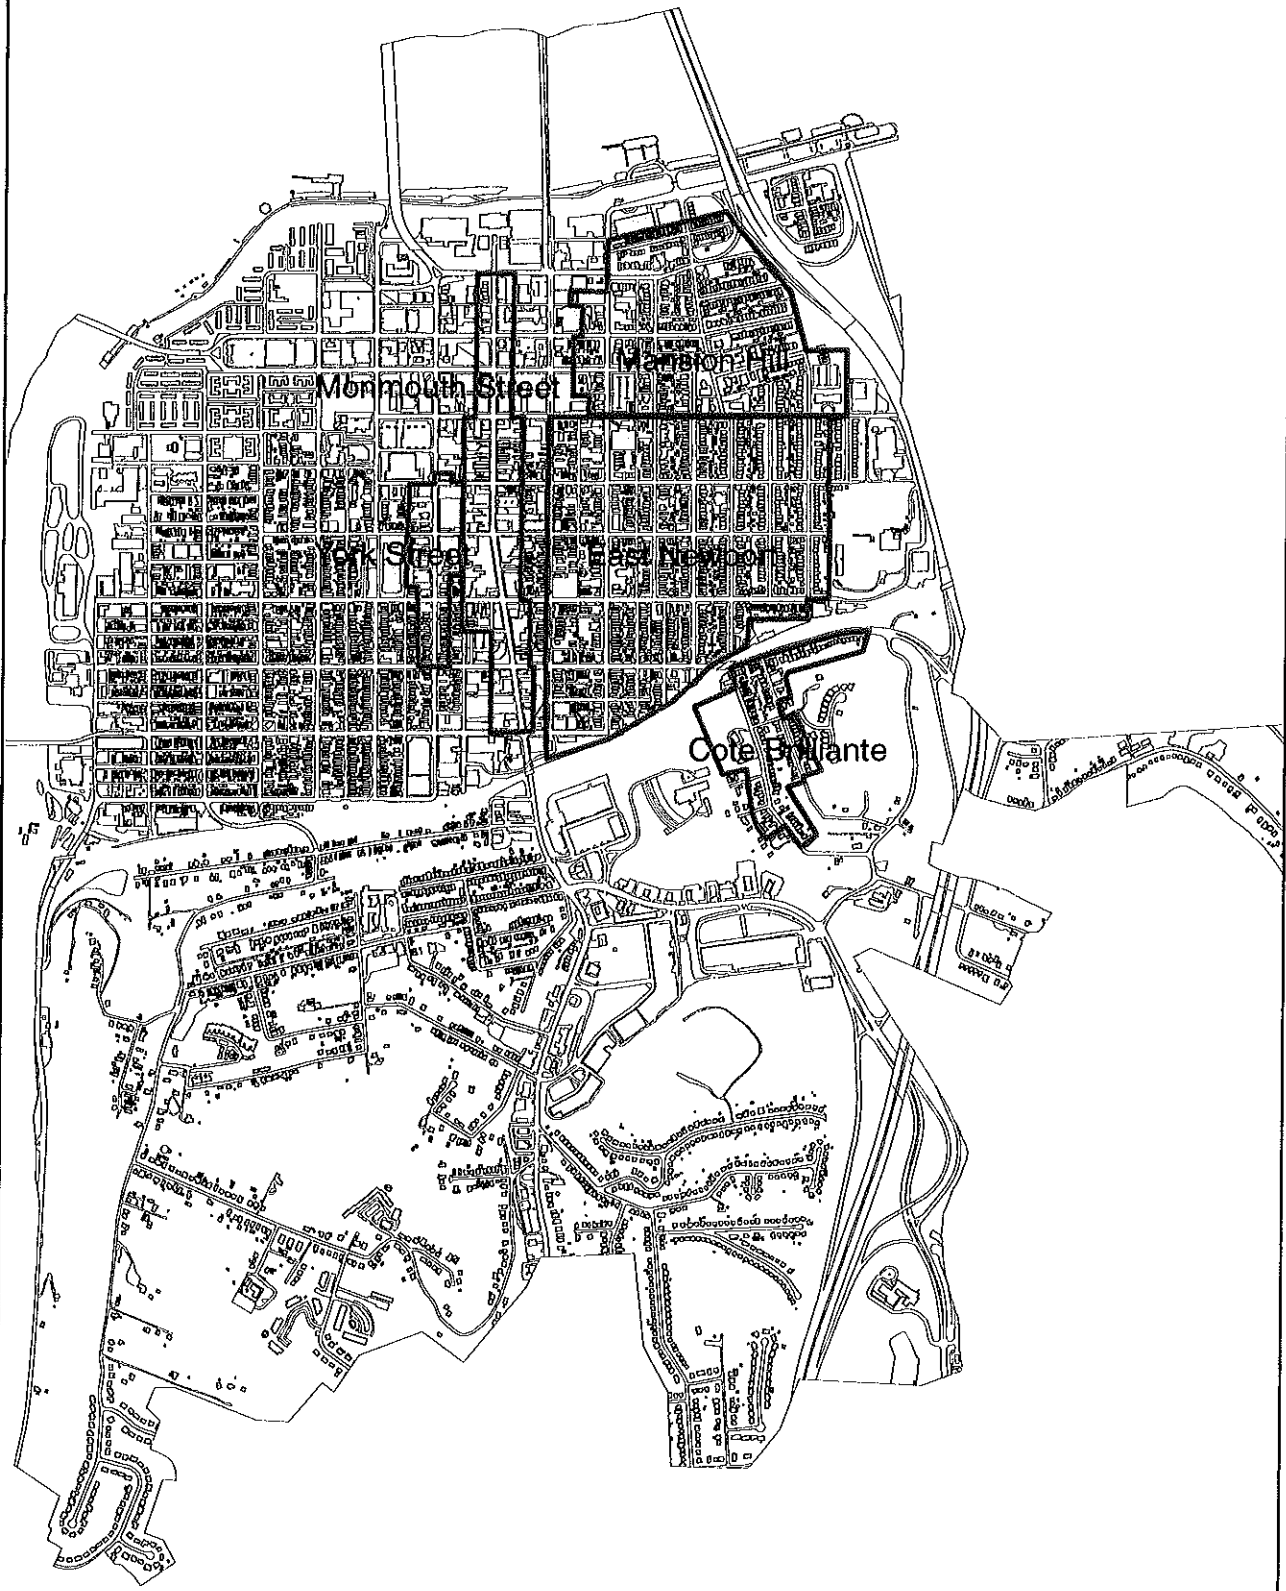 Mansion Hill
Monmouth Street
York Street
East Newport
Cote Brilliante